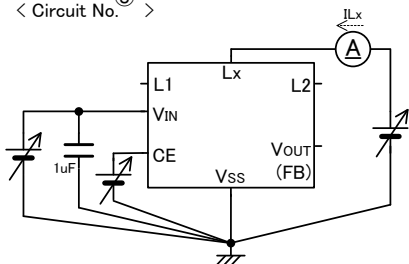 < Circuit No. >
ILx
A
L1
Lx
L2
VIN
CE
VOUT
(FB)
1uF
VSS